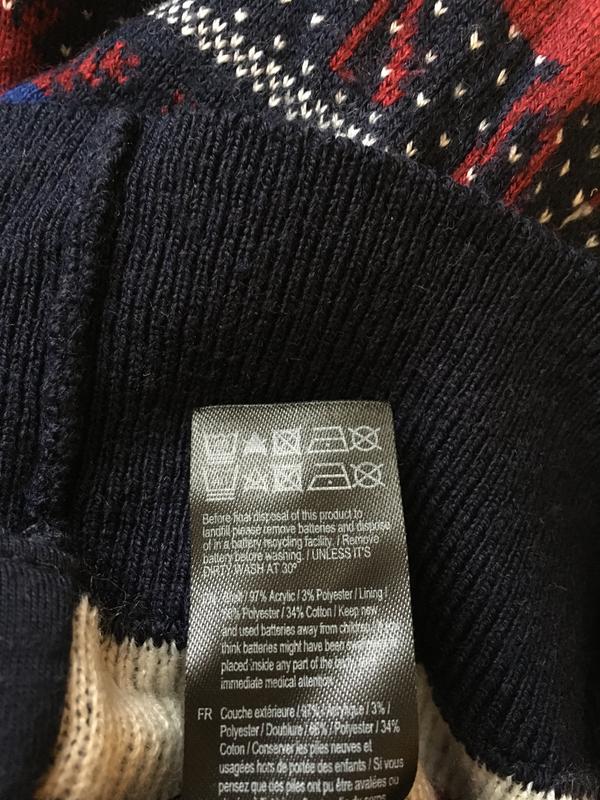 Before final disposal of this product to
landfill please remove batteries and dispose
of in a battery recycling facility. / Remove
battery before washing. / UNLESS IT'S
DIRTY WASH AT 30°
/ 97% Acrylic / 3% Polyester / Lining /
Polyester / 34% Cotton / Keep new
and used batteries away from children.
think batteries might have been
placed inside any part of the
immediate medical attention.
FR Couche extérieure / 97% Acrylique / 3% /
Polyester / Doublure / 66% / Polyester / 34%
Coton / Conserver les piles neuves et
usagées hors de portée des enfants / Si vous
pensez que des piles ont pu être avalées ou